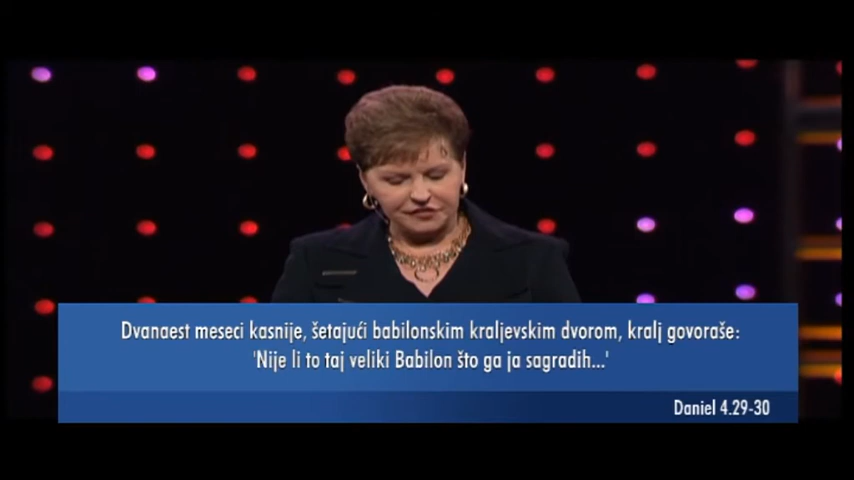 Dvanaest meseci kasnije, šetajući babilonskim kraljevskim dvorom, kralj govoraše:
'Nije li to taj veliki Babilon što ga ja sagradih...'
Daniel 4.29-30